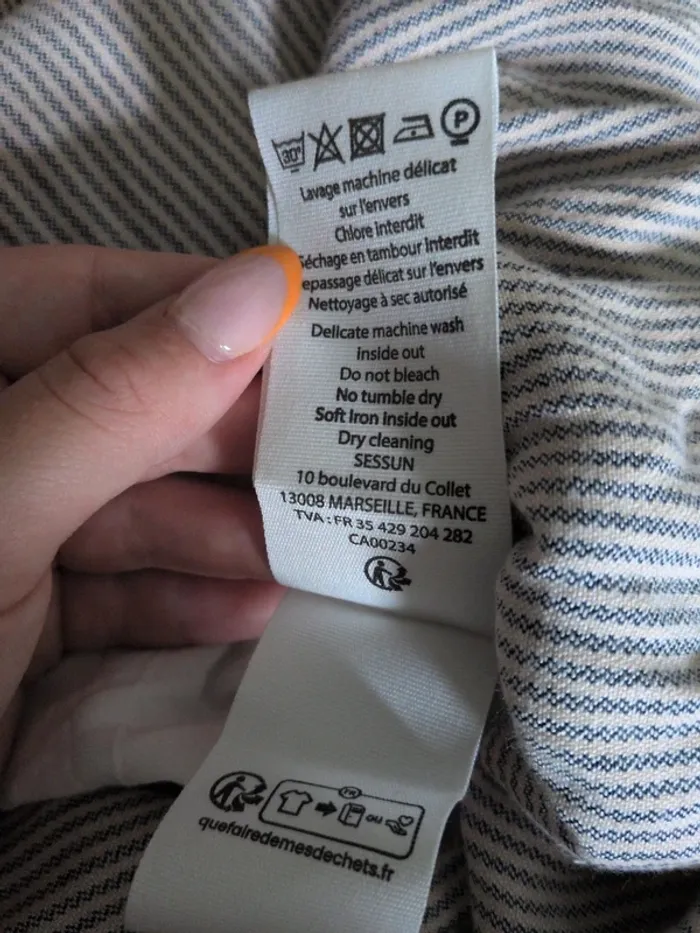 30°
P
Lavage machine délicat
sur l'envers
Chlore interdit
Séchage en tambour interdit
epassage délicat sur l'envers
Nettoyage à sec autorisé
Delicate machine wash
inside out
Do not bleach
No tumble dry
Soft Iron inside out
Dry cleaning
SESSUN
10 boulevard du Collet
13008 MARSEILLE, FRANCE
TVA : FR 35 429 204 282
CA00234
FR
OU
quefairedemesdechets.fr